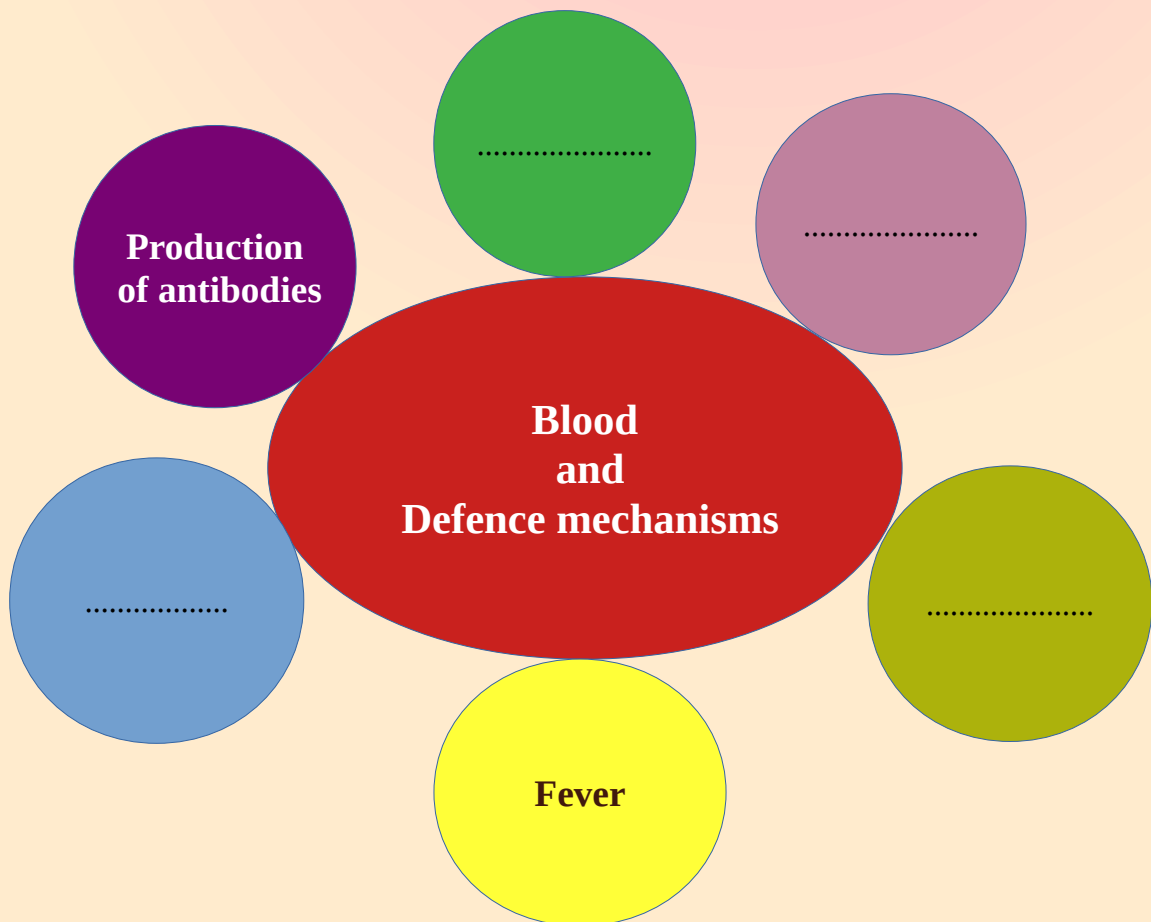 ......................
......................
Production
of antibodies
Blood
and
Defence mechanisms
..................
.....................
Fever